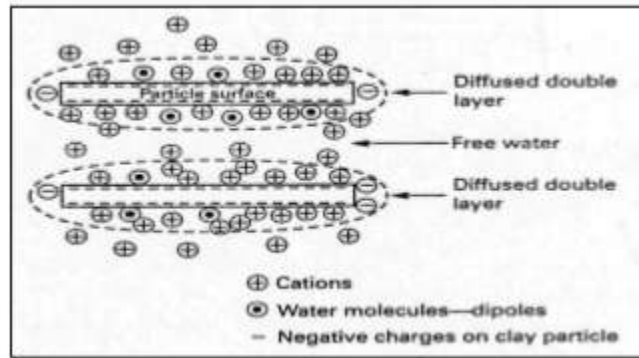 Particle surface
Diffused double
layer
Free water
Diffused double
layer
Cations
Water molecules—dipoles
Negative charges on clay particle